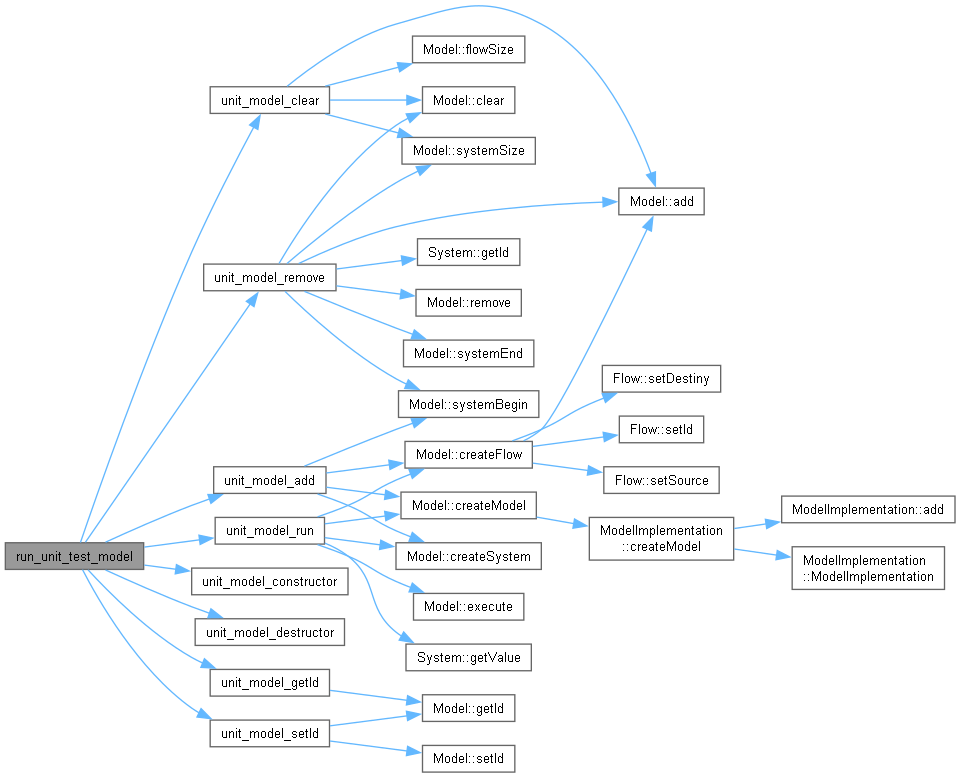 Model::flowSize
unit_model_clear
Model::clear
Model::systemSize
Model::add
System::getId
unit_model_remove
Model::remove
Model::systemEnd
Flow::setDestiny
Model::systemBegin
Flow::setId
Model::createFlow
unit_model_add
Flow::setSource
Model::createModel
ModelImplementation::add
unit_model_run
ModelImplementation
::createModel
run_unit_test_model
Model::createSystem
ModelImplementation
::ModelImplementation
unit_model_constructor
Model::execute
unit_model_destructor
System::getValue
unit_model_getId
Model::getId
unit_model_setId
Model::setId